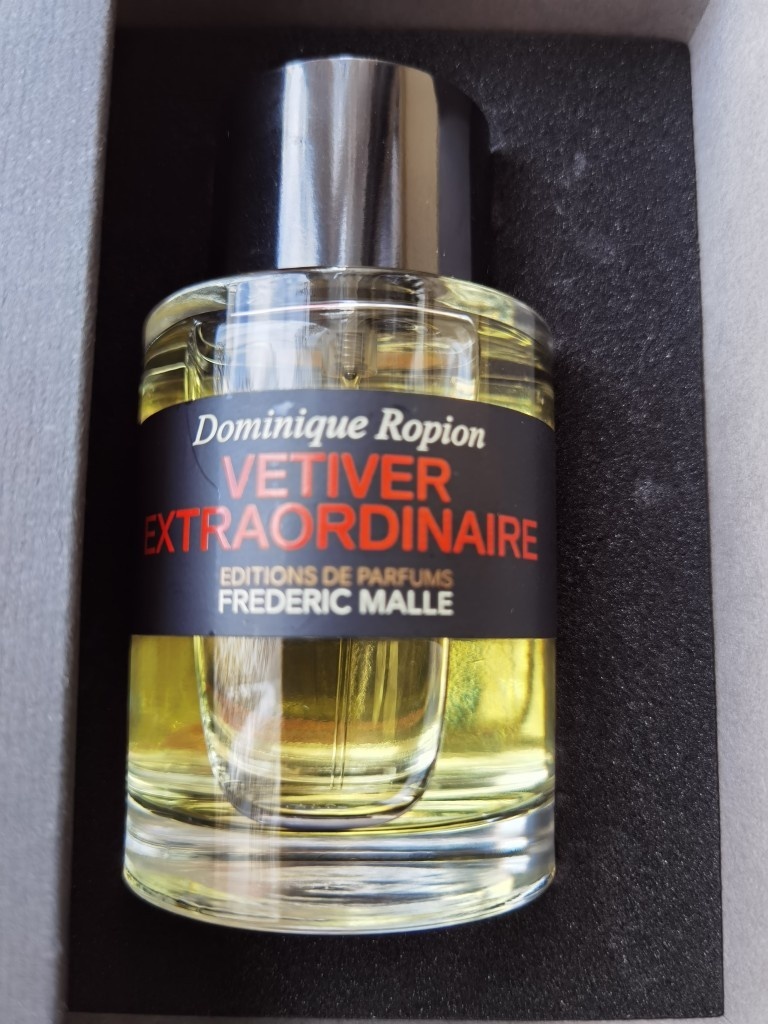 Dominique Ropion
VETIVER
EXTRAORDINAIRE
EDITIONS DE PARFUMS
FREDERIC MALLE